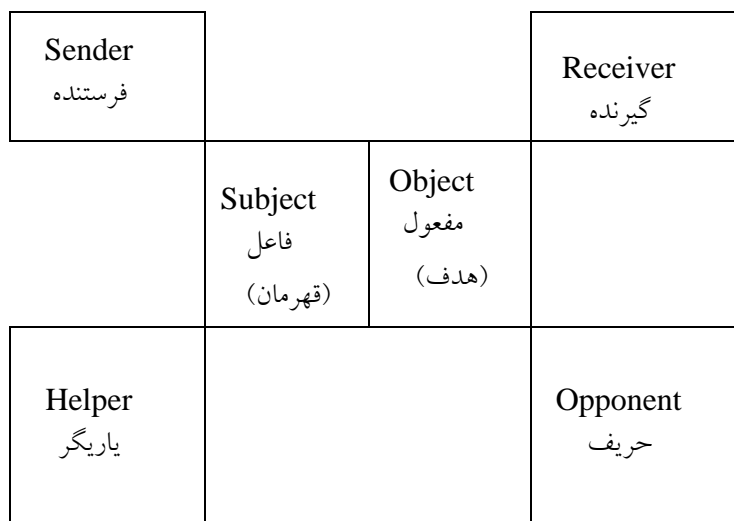 Sender
فرستنده
Receiver
گیرنده
Subject
فاعل
(قهرمان)
Object
مفعول
(هدف)
Helper
یاریگر
Opponent
حریف